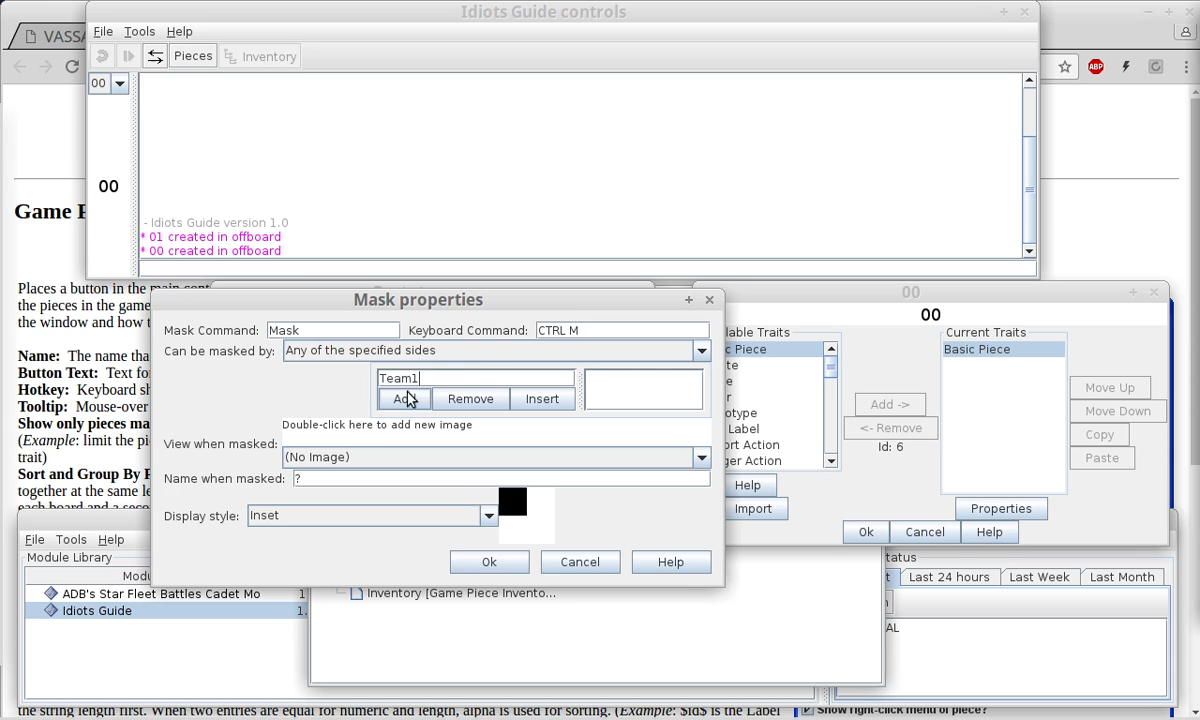 Idiots Guide controls
VASSA
File Tools Help
Pieces Inventory
ABP
00
00
- Idiots Guide version 1.0
* 01 created in offboard
* 00 created in offboard
Game P
Places a button in the main cont
the pieces in the game
the window and how t
Name: The name tha
Button Text: Text fo
Hotkey: Keyboard sh
Tooltip: Mouse-over
Show only pieces ma
(Example: limit the pi
trait)
Sort and Group By P
together at the same le
Mask properties
Mask Command: Mask Keyboard Command: CTRL M
Can be masked by: Any of the specified sides
Team1
Add Remove Insert
Double-click here to add new image
View when masked:
(No Image)
Name when masked: ?
Display style: Inset
Ok Cancel Help
00
00
lable Traits
c Piece
te
e
r
otype
Label
ort Action
ger Action
Help
Import
Add ->
<- Remove
Id: 6
Current Traits
Basic Piece
Properties
Move Up
Move Down
Copy
Paste
Ok Cancel Help
File Tools Help
Module Library
Modu
ADB's Star Fleet Battles Cadet Mo 1
Idiots Guide 1.
Inventory [Game Piece Invento...
tatus
t Last 24 hours Last Week Last Month
n
AL
the string length first. When two entries are equal for numeric and length, alpha is used for sorting. (Example: $id$ is the Label
Show right-click menu of piece?